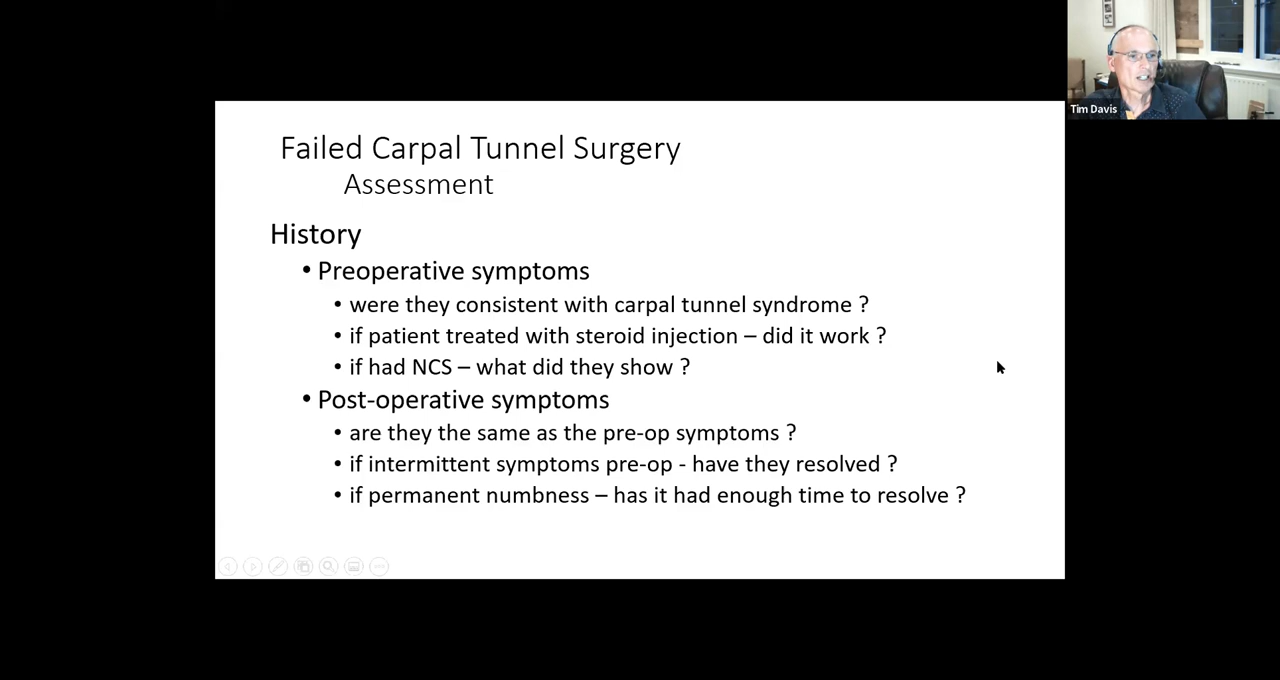 Tim Davis
Failed Carpal Tunnel Surgery
Assessment
History
• Preoperative symptoms
• were they consistent with carpal tunnel syndrome ?
• if patient treated with steroid injection – did it work ?
• if had NCS – what did they show ?
• Post-operative symptoms
• are they the same as the pre-op symptoms ?
• if intermittent symptoms pre-op - have they resolved ?
• if permanent numbness – has it had enough time to resolve ?